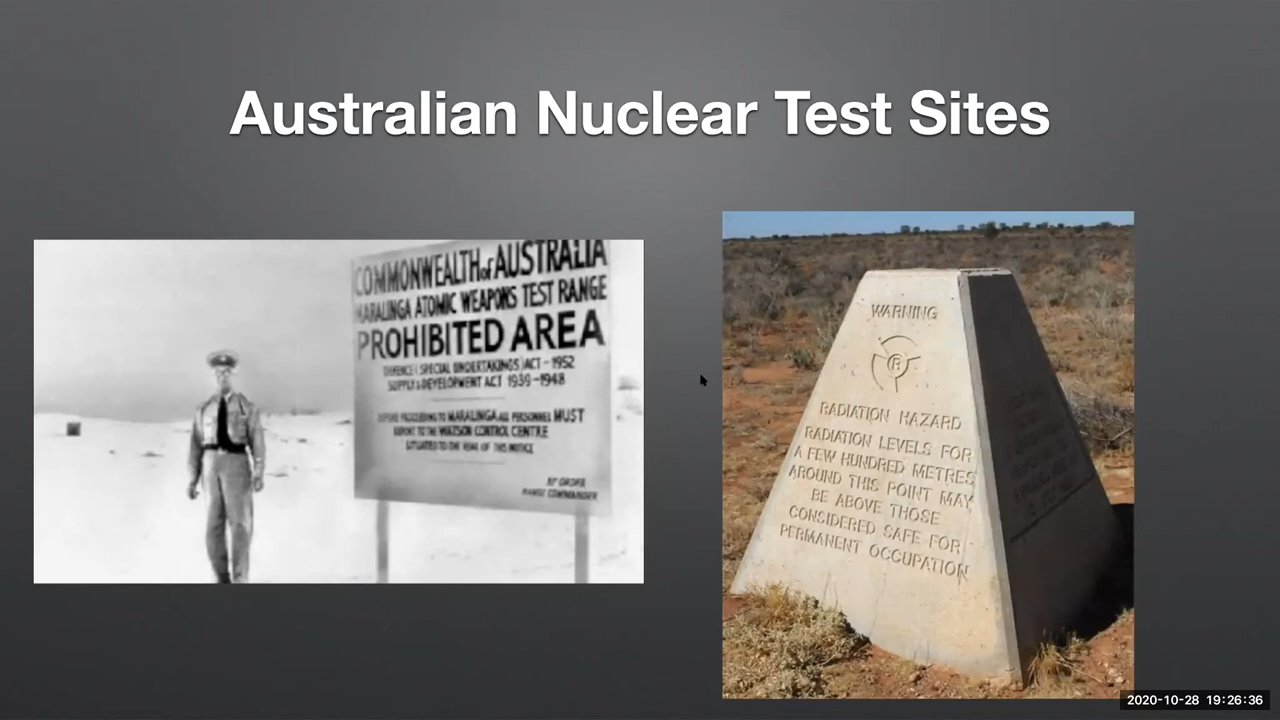 Australian Nuclear Test Sites
COMMONWEALTH of AUSTRALIA
MARALINGA ATOMIC WEAPONS TEST RANGE
PROHIBITED AREA
DEFENCE (SPECIAL UNDERTAKINGS) ACT - 1952
SUPPLY & DEVELOPMENT ACT 1939-1948
BEFORE PROCEEDING TO MARALINGA ALL PERSONNEL MUST
REPORT TO THE WATSON CONTROL CENTRE
SITUATED TO THE REAR OF THIS NOTICE
BY ORDER
RANGE COMMANDER
WARNING
R
RADIATION HAZARD
RADIATION LEVELS FOR
A FEW HUNDRED METRES
AROUND THIS POINT MAY
BE ABOVE THOSE
CONSIDERED SAFE FOR
PERMANENT OCCUPATION
2020-10-28 19:26:36